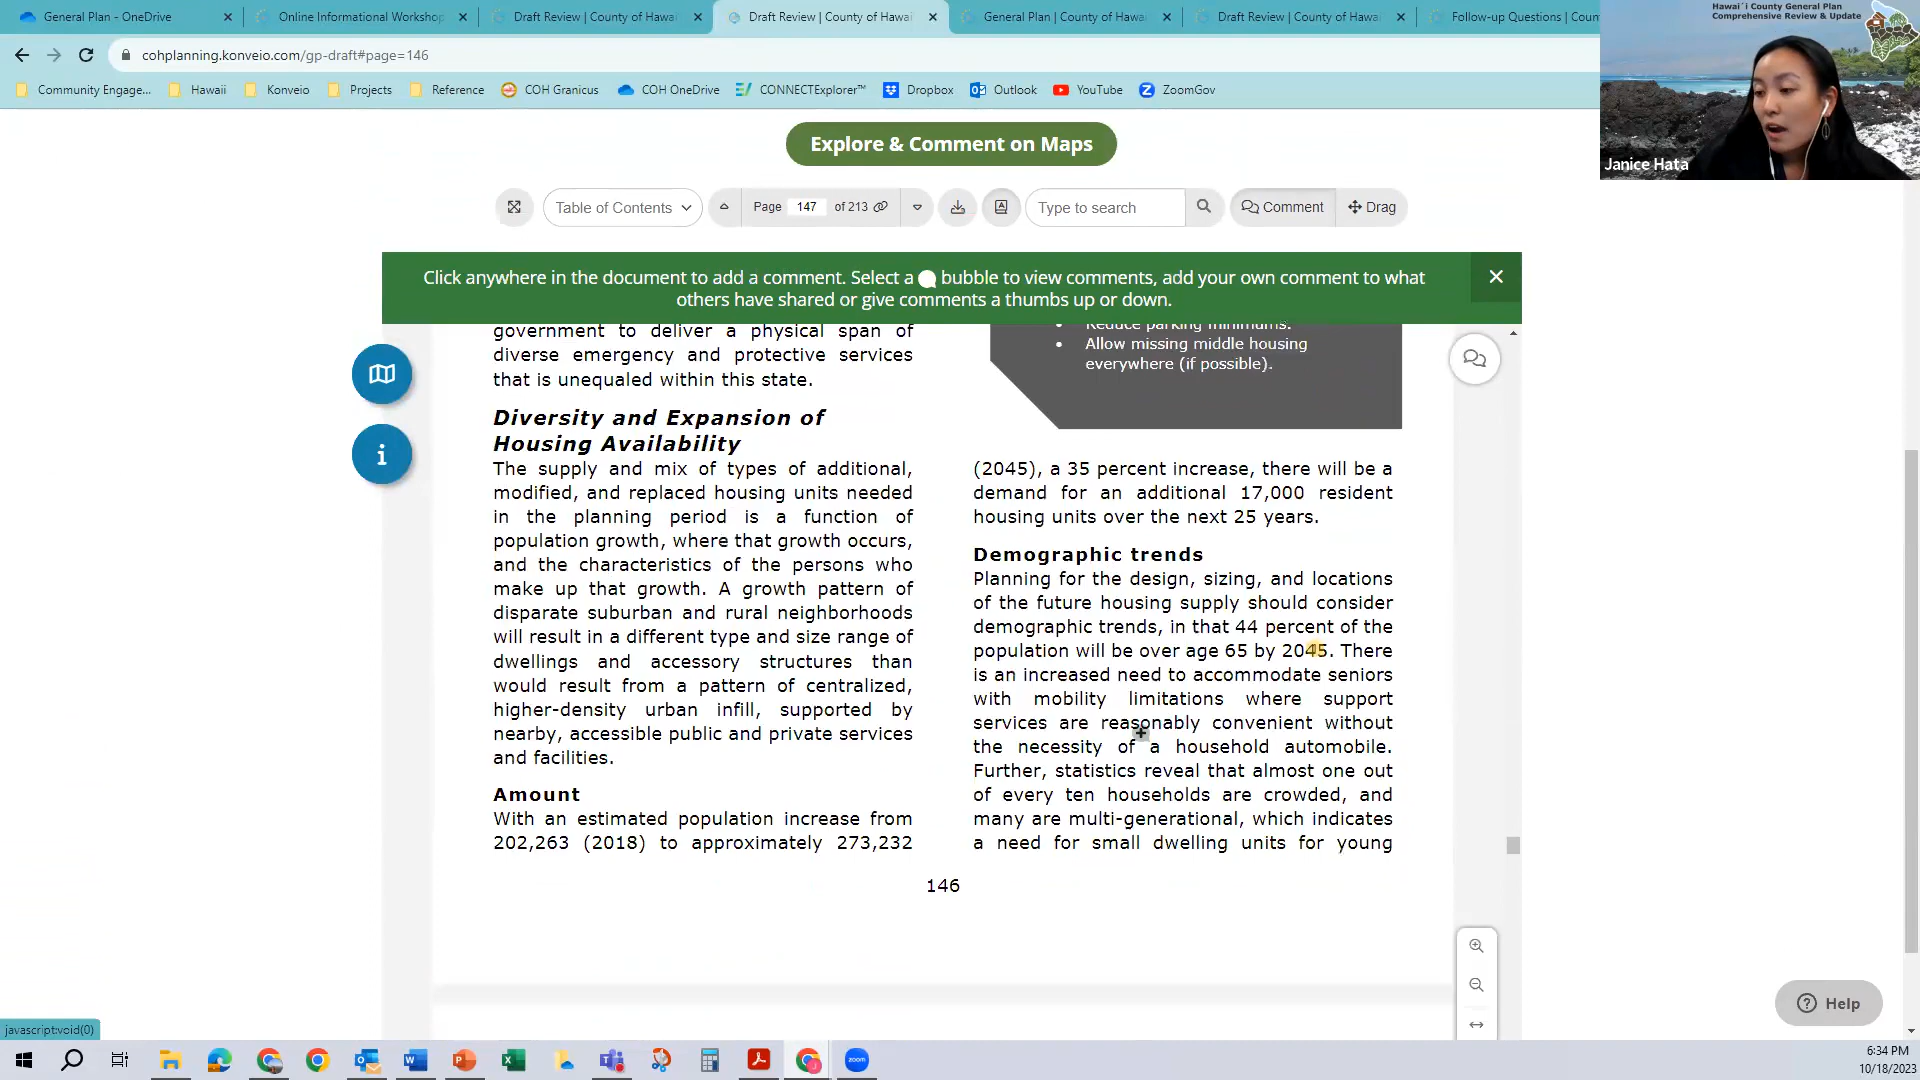 General Plan - OneDrive
Online Informational Workshop
Draft Review | County of Hawai
Draft Review | County of Hawai
General Plan | County of Hawai
Draft Review | County of Hawai
Follow-up Questions | Coun
cohplanning.konveio.com/gp-draft#page=146
Community Engage...
Hawaii
Konveio
Projects
Reference
COH Granicus
COH OneDrive
CONNECTExplorer™
Dropbox
Outlook
YouTube
ZoomGov
Hawai´i County General Plan
Comprehensive Review & Update
Janice Hata
Explore & Comment on Maps
Table of Contents
Page 147 of 213
Type to search
Comment
Drag
Click anywhere in the document to add a comment. Select a bubble to view comments, add your own comment to what
others have shared or give comments a thumbs up or down.
government to deliver a physical span of
diverse emergency and protective services
that is unequaled within this state.
Diversity and Expansion of
Housing Availability
The supply and mix of types of additional,
modified, and replaced housing units needed
in the planning period is a function of
population growth, where that growth occurs,
and the characteristics of the persons who
make up that growth. A growth pattern of
disparate suburban and rural neighborhoods
will result in a different type and size range of
dwellings and accessory structures than
would result from a pattern of centralized,
higher-density urban infill, supported by
nearby, accessible public and private services
and facilities.
Amount
With an estimated population increase from
202,263 (2018) to approximately 273,232
Reduce parking minimums.
Allow missing middle housing
everywhere (if possible).
(2045), a 35 percent increase, there will be a
demand for an additional 17,000 resident
housing units over the next 25 years.
Demographic trends
Planning for the design, sizing, and locations
of the future housing supply should consider
demographic trends, in that 44 percent of the
population will be over age 65 by 2045. There
is an increased need to accommodate seniors
with mobility limitations where support
services are reasonably convenient without
the necessity of a household automobile.
Further, statistics reveal that almost one out
of every ten households are crowded, and
many are multi-generational, which indicates
a need for small dwelling units for young
146
Help
javascript:void(0)
zoom
6:34 PM
10/18/2023